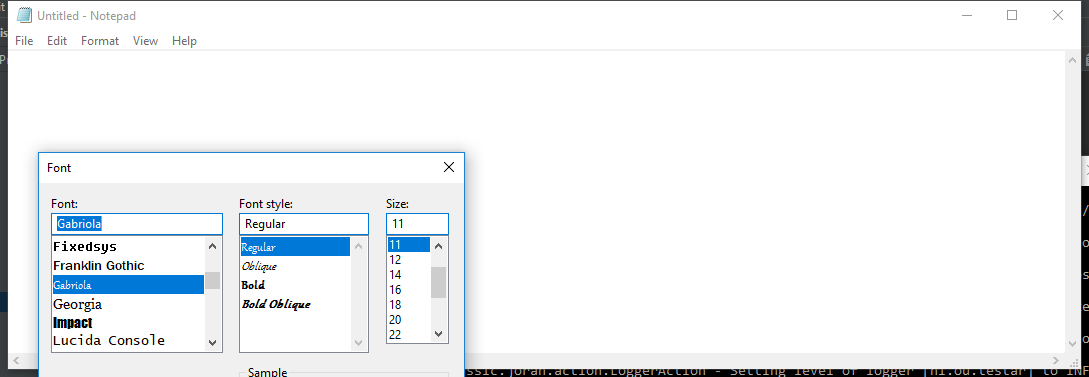 Untitled - Notepad
File Edit Format View Help
Font
Font: Font style: Size:
Gabriola Regular 11
Fixedsys
Franklin Gothic
Gabriola
Georgia
Impact
Lucida Console
Regular
Oblique
Bold
Bold Oblique
11
12
14
16
18
20
22
Sample
ssic.joran.action.LoggerAction - Setting level of logger [nl.ou.testar] to INF